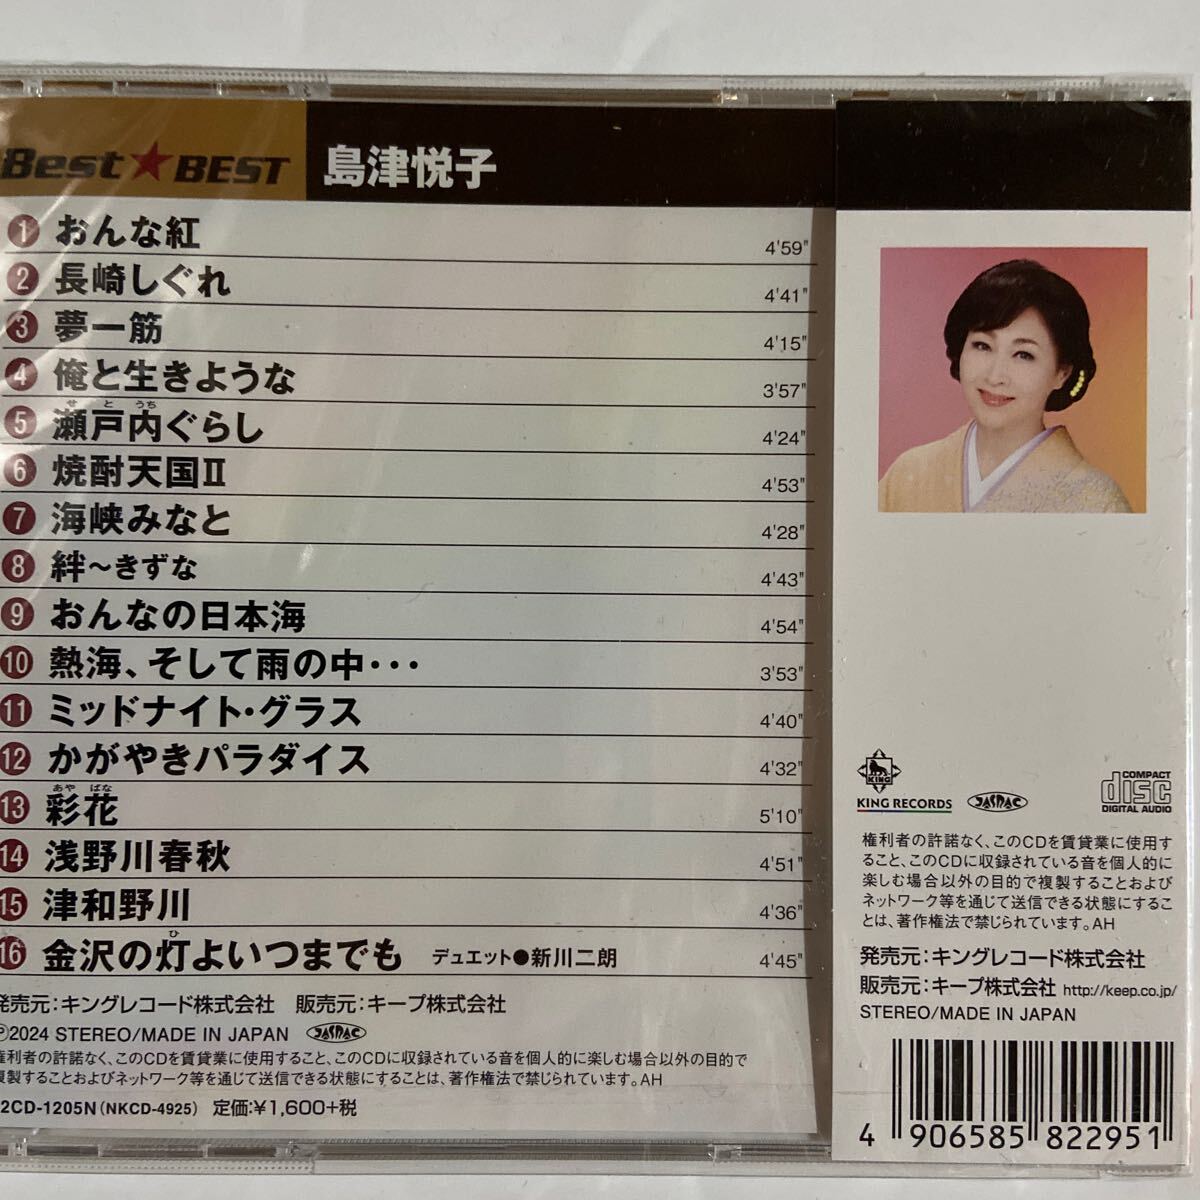 Best★BEST 島津悦子
1 おんな紅 4'59"
2 長崎しぐれ 4'41"
3 夢一筋 4'15"
4 俺と生きような 3'57"
せ と うち
5 瀬戸内ぐらし 4'24"
6 焼酎天国Ⅱ 4'53"
7 海峡みなと 4'28"
8 絆~きずな 4'43"
9 おんなの日本海 4'54"
10 熱海、そして雨の中・・・ 3'53"
11 ミッドナイト・グラス 4'40"
12 かがやきパラダイス 4'32"
あや ばな
13 彩花 5'10"
14 浅野川春秋 4'51"
15 津和野川 4'36"
ひ
16 金沢の灯よいつまでも デュエット●新川二朗 4'45"
発売元:キングレコード株式会社 販売元:キープ株式会社
Ⓟ2024 STEREO/MADE IN JAPAN JASRAC
権利者の許諾なく、このCDを賃貸業に使用すること、このCDに収録されている音を個人的に楽しむ場合以外の目的で
複製することおよびネットワーク等を通じて送信できる状態にすることは、著作権法で禁じられています。AH
2CD-1205N(NKCD-4925) 定価:¥1,600+税
KING
KING RECORDS JASRAC COMPACT disc DIGITAL AUDIO
権利者の許諾なく、このCDを賃貸業に使用す
ること、このCDに収録されている音を個人的に
楽しむ場合以外の目的で複製することおよび
ネットワーク等を通じて送信できる状態にするこ
とは、著作権法で禁じられています。AH
発売元:キングレコード株式会社
販売元:キープ株式会社 http://keep.co.jp/
STEREO/MADE IN JAPAN
4 906585 822951